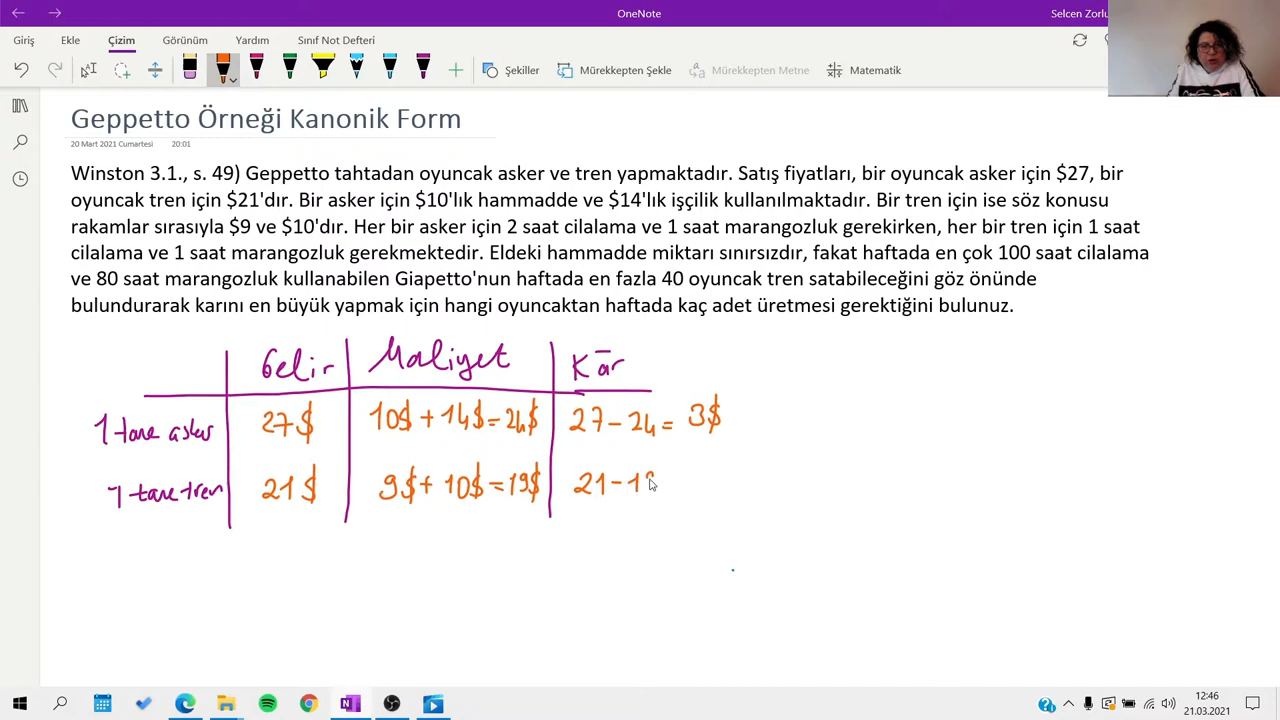 OneNote
Selcen Zorlu
Giriş Ekle Çizim Görünüm Yardım Sınıf Not Defteri
Şekiller Mürekkepten Şekle Mürekkepten Metne Matematik
Geppetto Örneği Kanonik Form
20 Mart 2021 Cumartesi 20:01
Winston 3.1., s. 49) Geppetto tahtadan oyuncak asker ve tren yapmaktadır. Satış fiyatları, bir oyuncak asker için $27, bir
oyuncak tren için $21'dır. Bir asker için $10'lık hammadde ve $14'lık işçilik kullanılmaktadır. Bir tren için ise söz konusu
rakamlar sırasıyla $9 ve $10'dır. Her bir asker için 2 saat cilalama ve 1 saat marangozluk gerekirken, her bir tren için 1 saat
cilalama ve 1 saat marangozluk gerekmektedir. Eldeki hammadde miktarı sınırsızdır, fakat haftada en çok 100 saat cilalama
ve 80 saat marangozluk kullanabilen Giapetto'nun haftada en fazla 40 oyuncak tren satabileceğini göz önünde
bulundurarak karını en büyük yapmak için hangi oyuncaktan haftada kaç adet üretmesi gerektiğini bulunuz.
Gelir Maliyet Kār
1 tane asker 27$ 10$ + 14$ = 24$ 27 - 24 = 3$
1 tane tren 21$ 9$ + 10$ = 19$ 21 - 19
12:46
21.03.2021